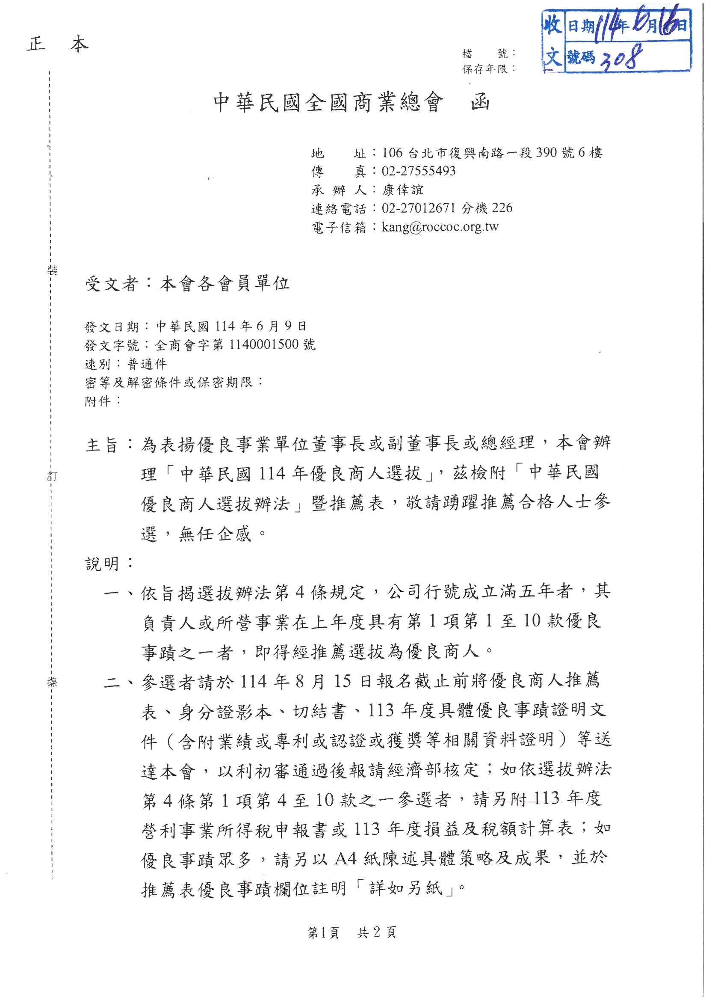 正本
收文 日期 114年6月16日
號碼 308
檔號：
保存年限：
中華民國全國商業總會 函
地址：106台北市復興南路一段390號6樓
傳真：02-27555493
承辦人：康倖誼
連絡電話：02-27012671 分機226
電子信箱：kang@roccoc.org.tw
裝
受文者：本會各會員單位
發文日期：中華民國114年6月9日
發文字號：全商會字第1140001500號
速別：普通件
密等及解密條件或保密期限：
附件：
主旨：為表揚優良事業單位董事長或副董事長或總經理，本會辦
理「中華民國114年優良商人選拔」，茲檢附「中華民國
訂
優良商人選拔辦法」暨推薦表，敬請踴躍推薦合格人士參
選，無任企感。
說明：
一、依旨揭選拔辦法第4條規定，公司行號成立滿五年者，其
負責人或所營事業在上年度具有第1項第1至10款優良
事蹟之一者，即得經推薦選拔為優良商人。
二、參選者請於114年8月15日報名截止前將優良商人推薦
線
表、身分證影本、切結書、113年度具體優良事蹟證明文
件（含附業績或專利或認證或獲獎等相關資料證明）等送
達本會，以利初審通過後報請經濟部核定；如依選拔辦法
第4條第1項第4至10款之一參選者，請另附113年度
營利事業所得稅申報書或113年度損益及稅額計算表；如
優良事蹟眾多，請另以A4紙陳述具體策略及成果，並於
推薦表優良事蹟欄位註明「詳如另紙」。
第1頁 共2頁